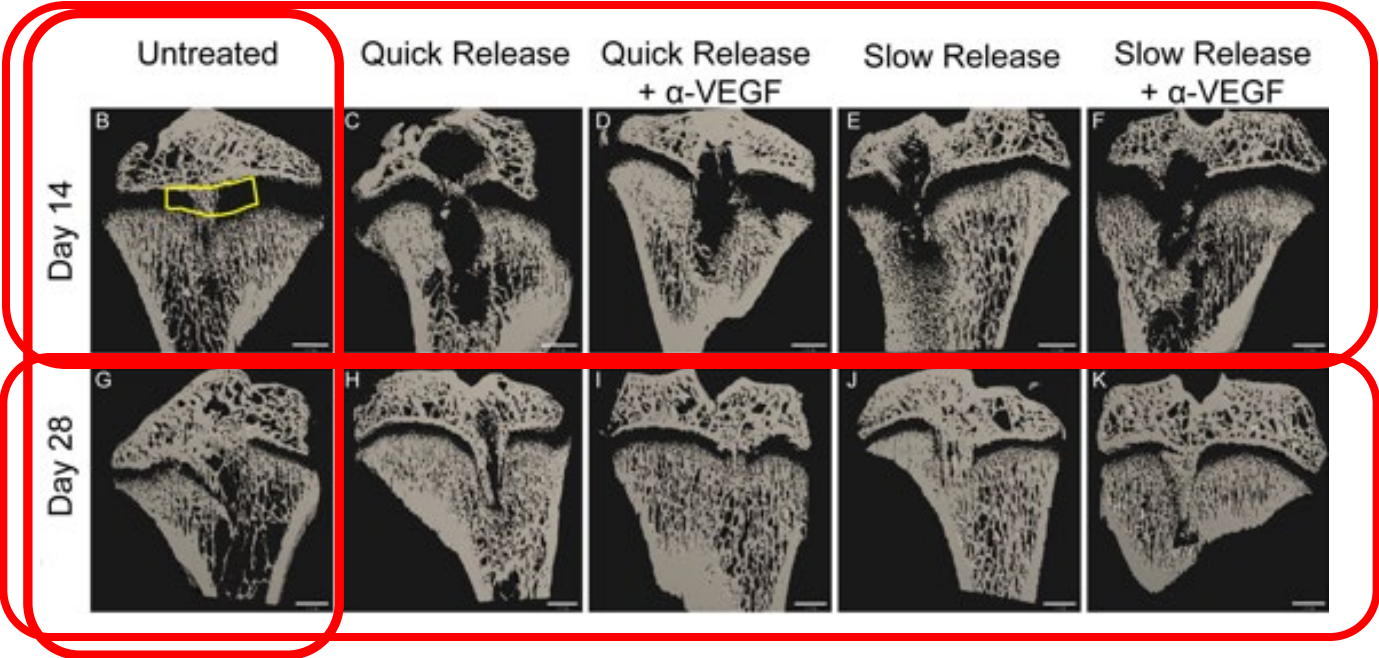 Untreated
Quick Release
Quick Release
+ α-VEGF
Slow Release
Slow Release
+ α-VEGF
Day 14
B
C
D
E
F
Day 28
G
H
I
J
K